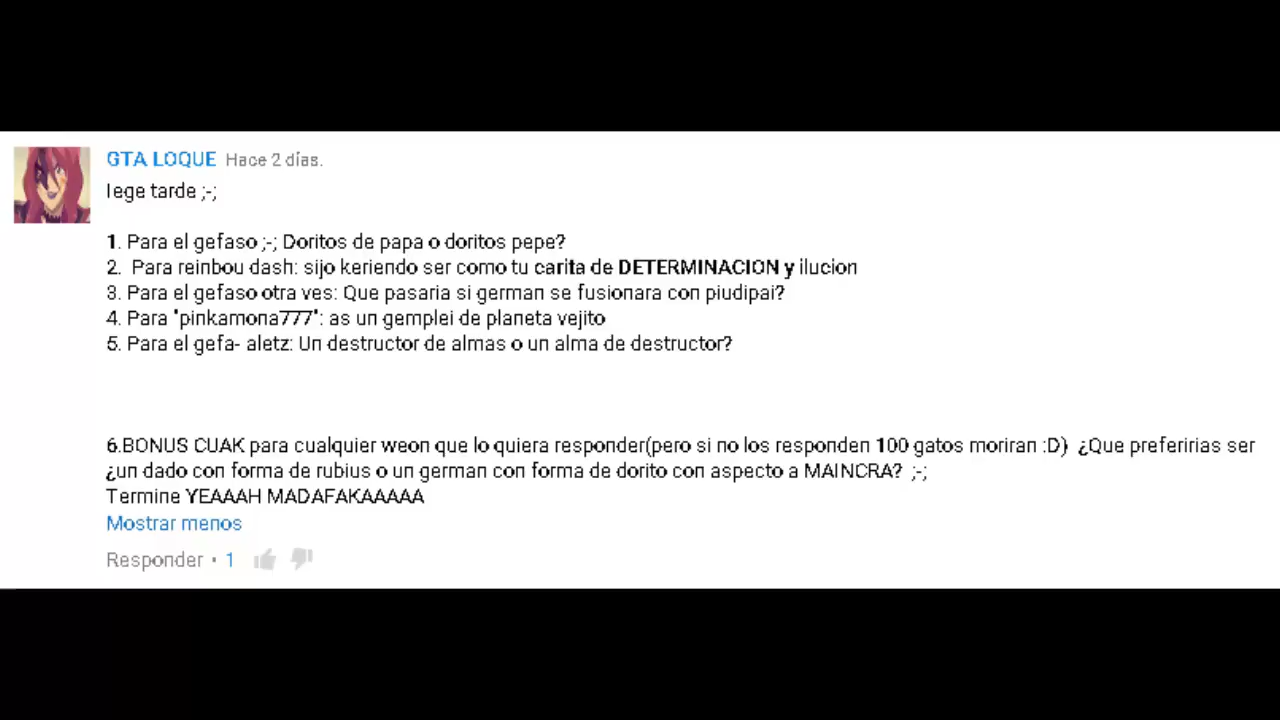 GTA LOQUE Hace 2 días.
lege tarde ;-;
1. Para el gefaso ;-; Doritos de papa o doritos pepe?
2. Para reinbou dash: sijo keriendo ser como tu carita de DETERMINACION y ilucion
3. Para el gefaso otra ves: Que pasaria si german se fusionara con piudipai?
4. Para "pinkamona777": as un gemplei de planeta vejito
5. Para el gefa- aletz: Un destructor de almas o un alma de destructor?
6.BONUS CUAK para cualquier weon que lo quiera responder(pero si no los responden 100 gatos moriran :D) ¿Que preferirias ser
¿un dado con forma de rubius o un german con forma de dorito con aspecto a MAINCRA? ;-;
Termine YEAAAH MADAFAKAAAAA
Mostrar menos
Responder • 1